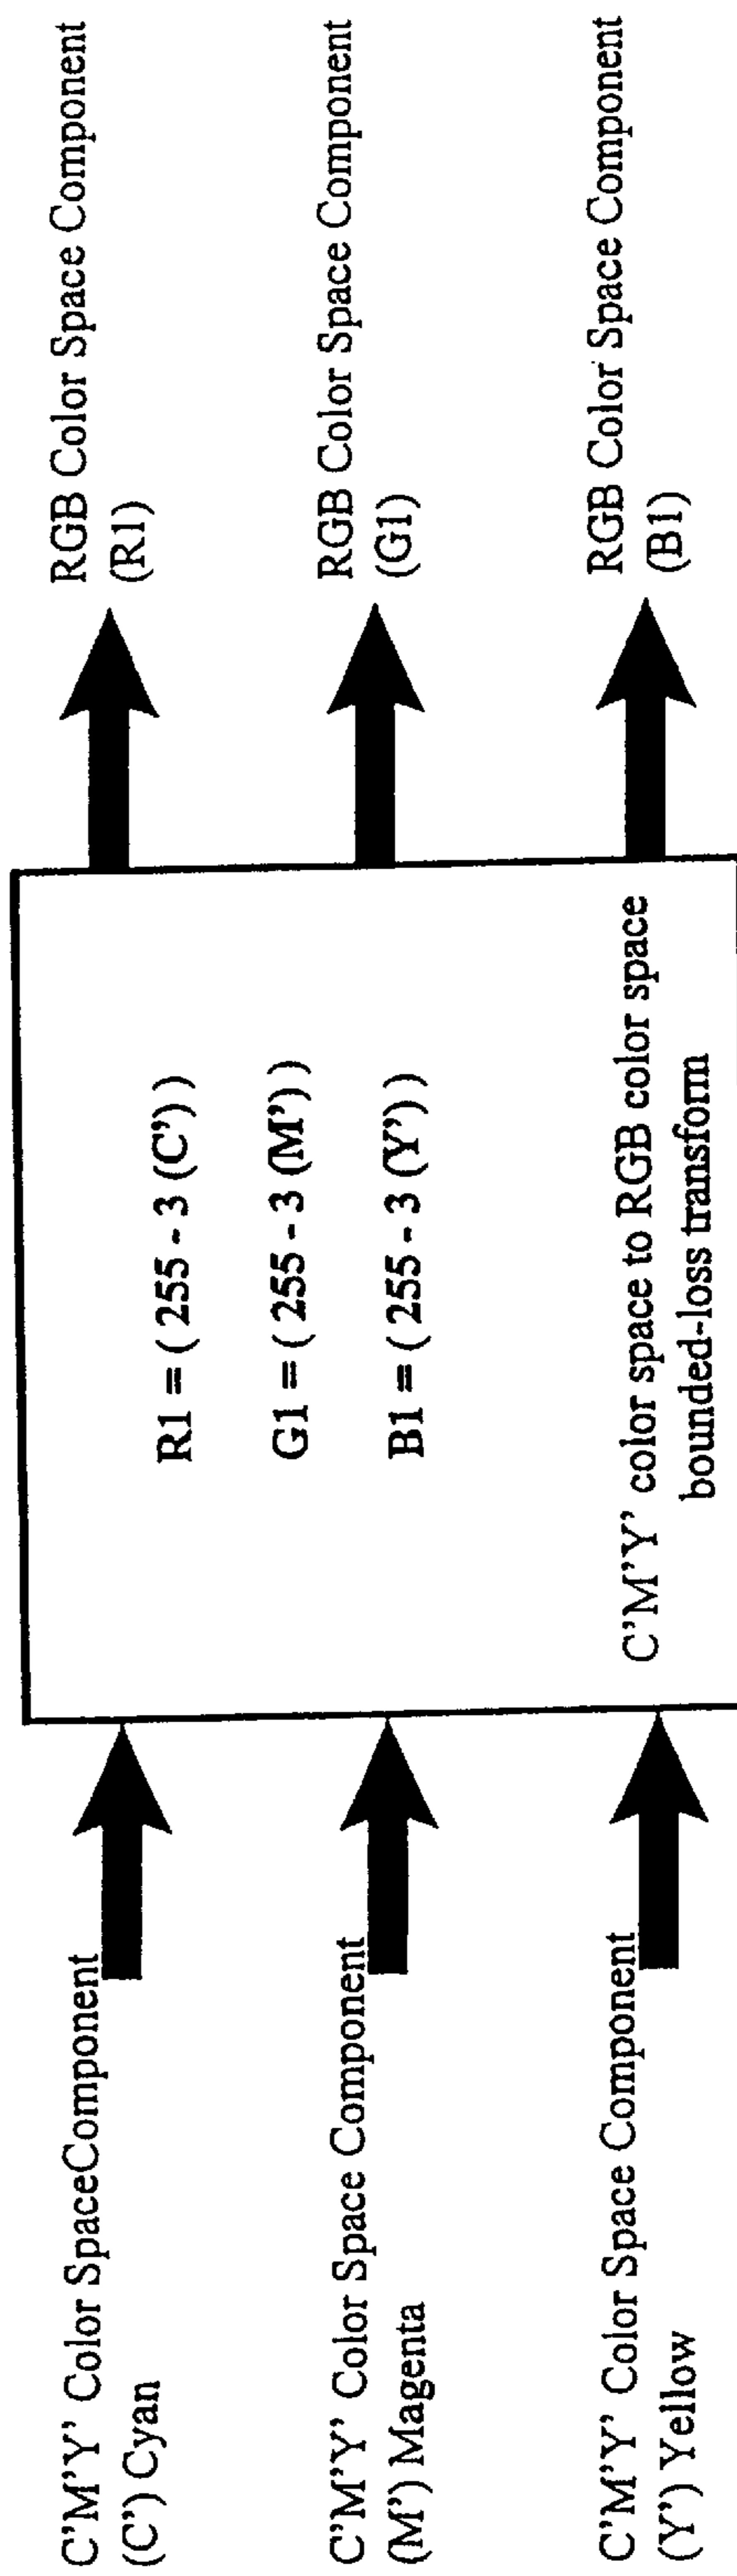 C'M'Y' Color SpaceComponent
(C') Cyan
C'M'Y' Color Space Component
(M') Magenta
C'M'Y' Color Space Component
(Y') Yellow
R1 = ( 255 - 3 (C') )
G1 = ( 255 - 3 (M') )
B1 = ( 255 - 3 (Y') )
C'M'Y' color space to RGB color space
bounded-loss transform
RGB Color Space Component
(R1)
RGB Color Space Component
(G1)
RGB Color Space Component
(B1)